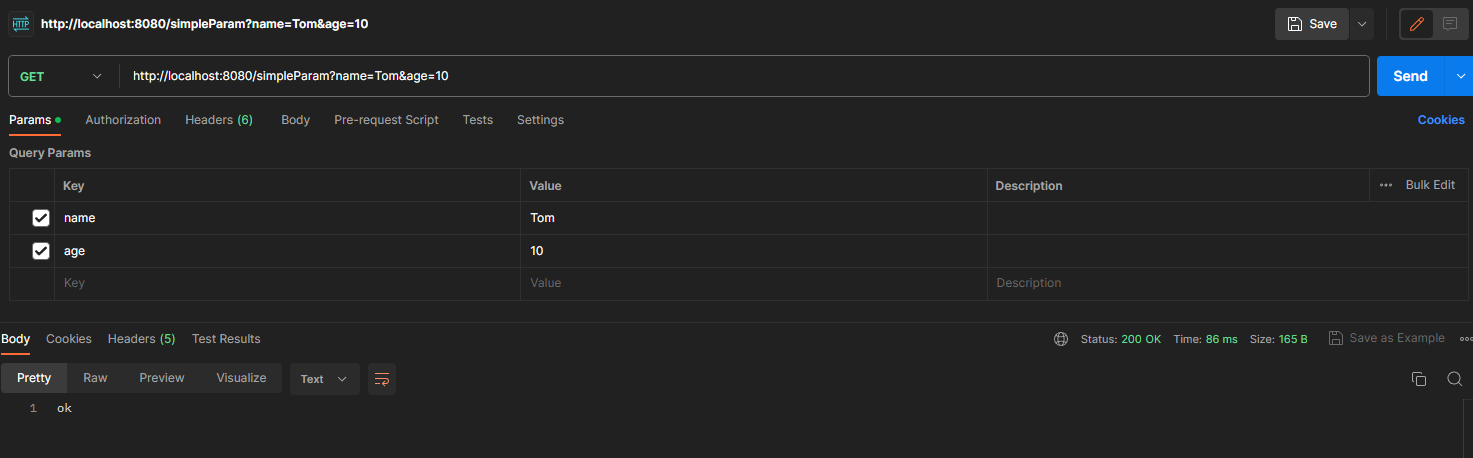 HTTP http://localhost:8080/simpleParam?name=Tom&age=10 Save
GET http://localhost:8080/simpleParam?name=Tom&age=10 Send
Params Authorization Headers (6) Body Pre-request Script Tests Settings Cookies
Query Params
Key Value Description ••• Bulk Edit
name Tom
age 10
Key Value Description
Body Cookies Headers (5) Test Results Status: 200 OK Time: 86 ms Size: 165 B Save as Example
Pretty Raw Preview Visualize Text
1 ok